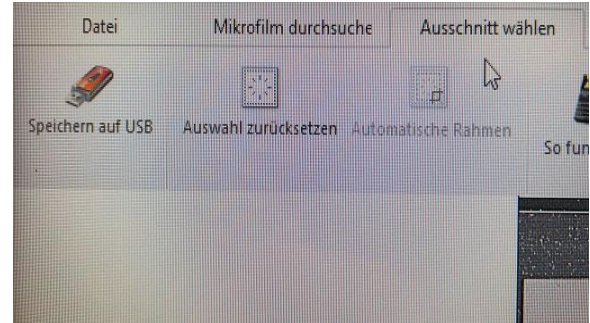 Datei
Mikrofilm durchsuche
Ausschnitt wählen
Speichern auf USB
Auswahl zurücksetzen
Automatische Rahmen
So fun